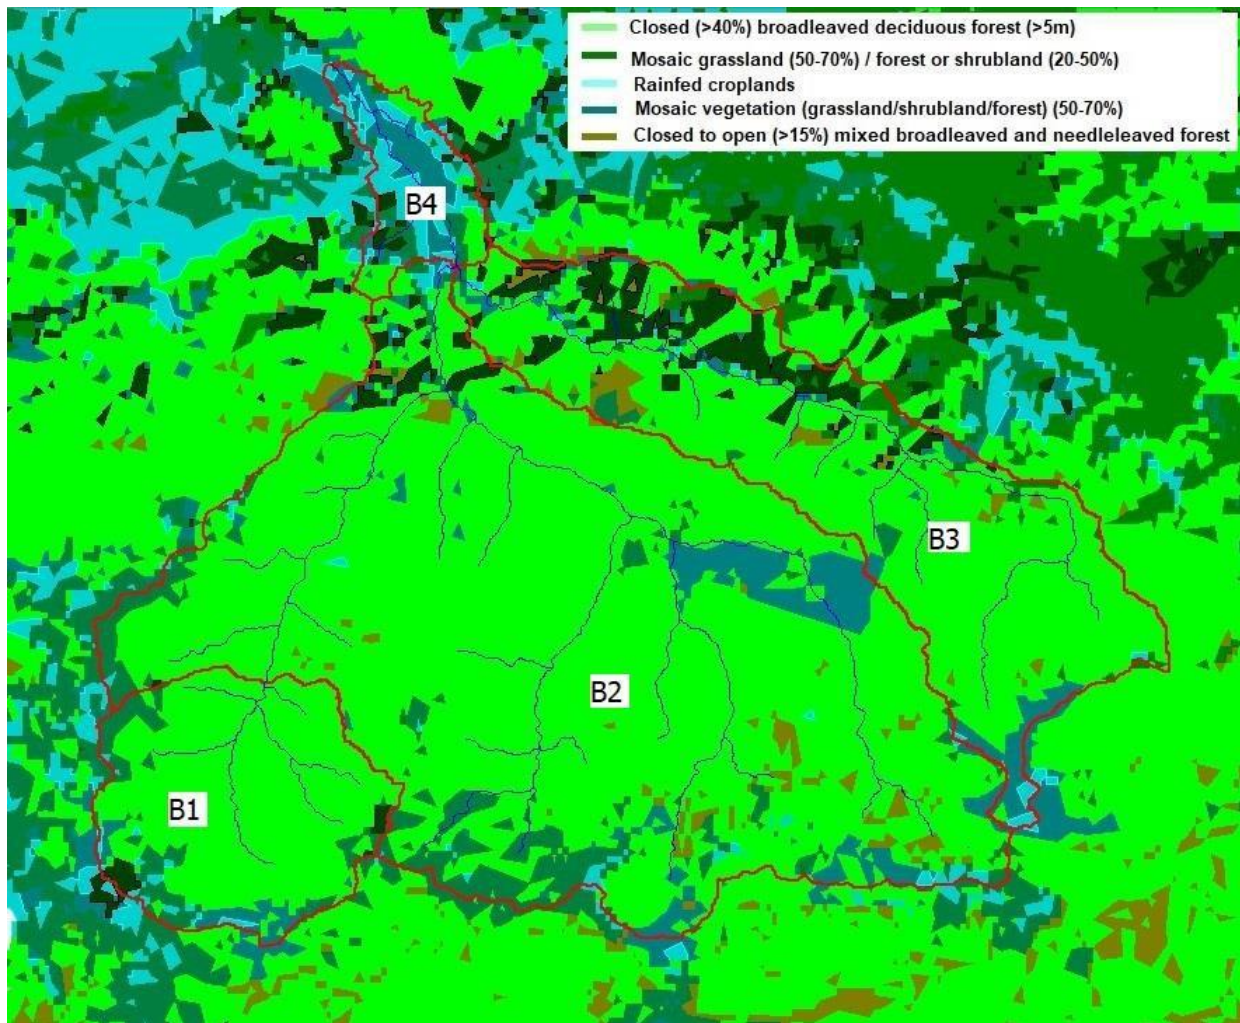 Closed (>40%) broadleaved deciduous forest (>5m)
Mosaic grassland (50-70%) / forest or shrubland (20-50%)
Rainfed croplands
Mosaic vegetation (grassland/shrubland/forest) (50-70%)
Closed to open (>15%) mixed broadleaved and needleleaved forest
B4
B3
B2
B1